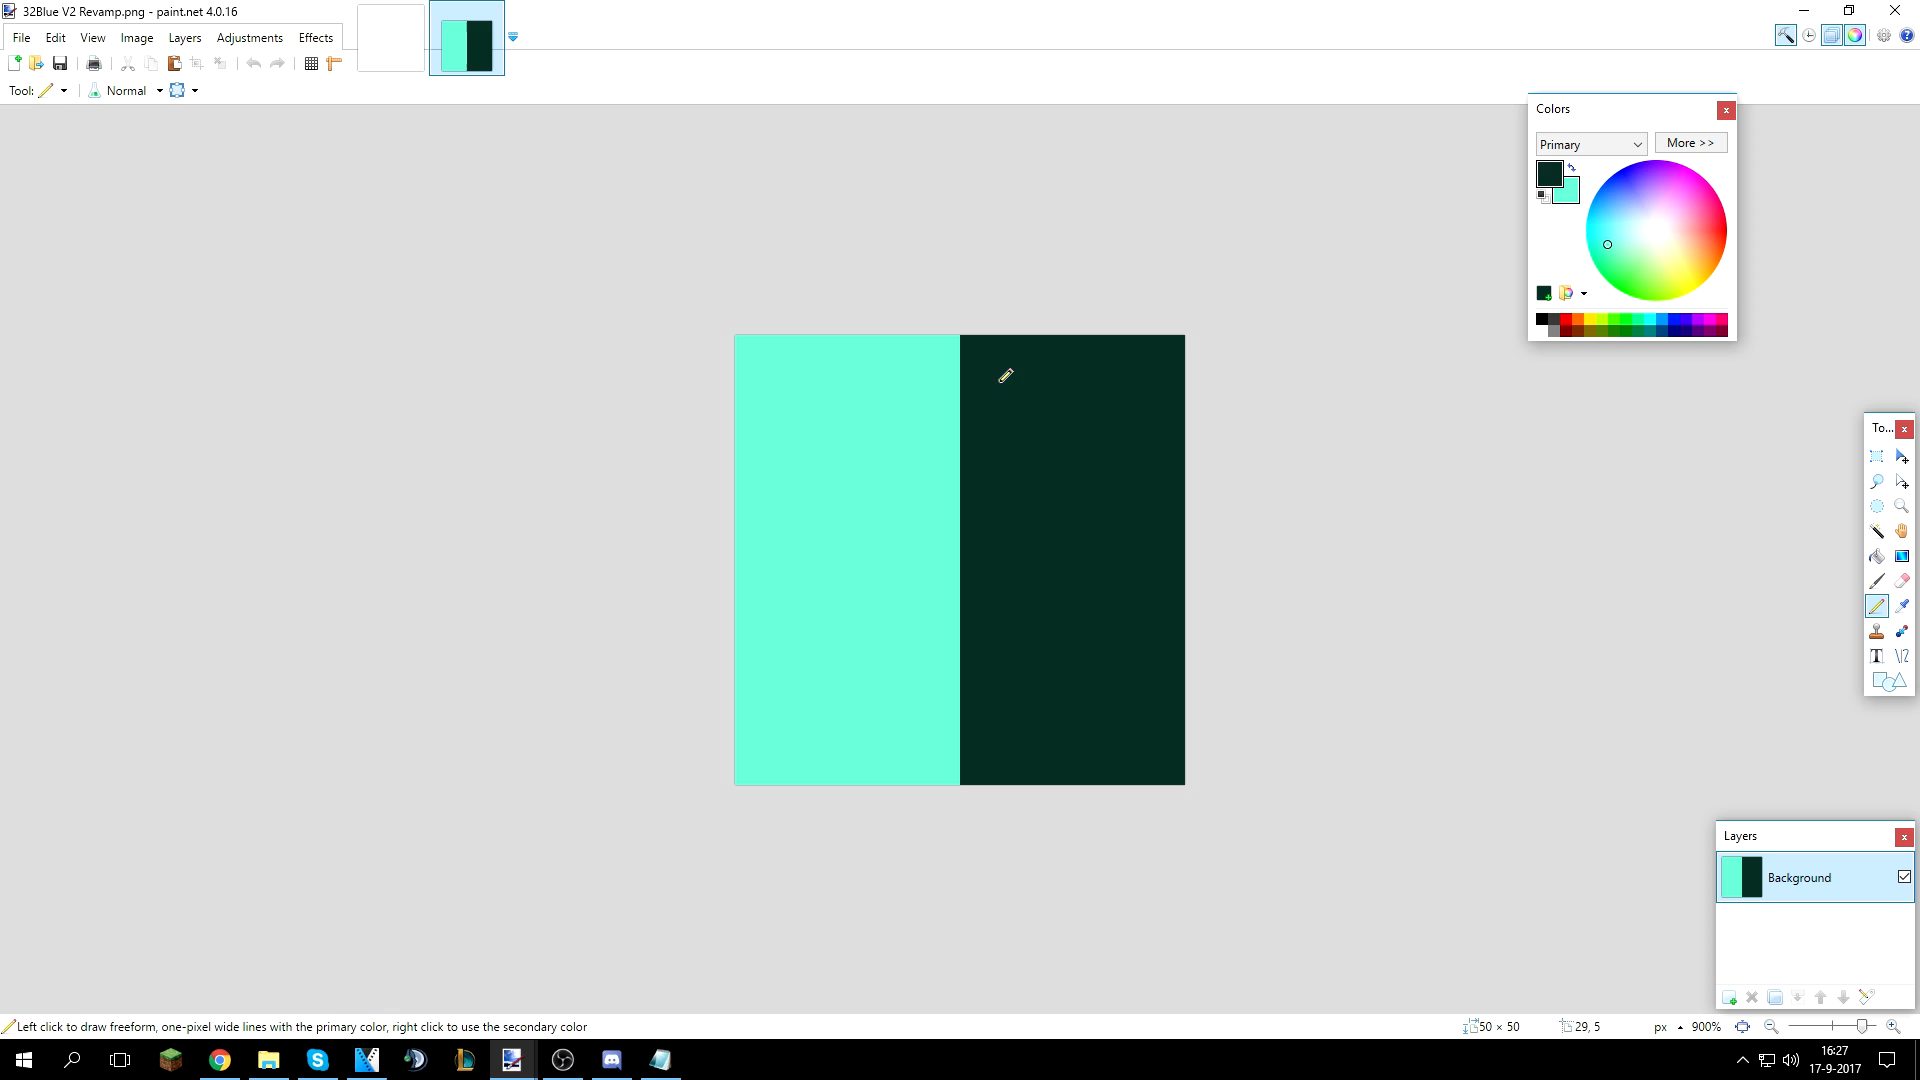 32Blue V2 Revamp.png - paint.net 4.0.16
File Edit View Image Layers Adjustments Effects
Tool: Normal
Colors
Primary More >>
To...
T
Layers
Background
Left click to draw freeform, one-pixel wide lines with the primary color, right click to use the secondary color
50 × 50 29, 5 px 900%
16:27
17-9-2017